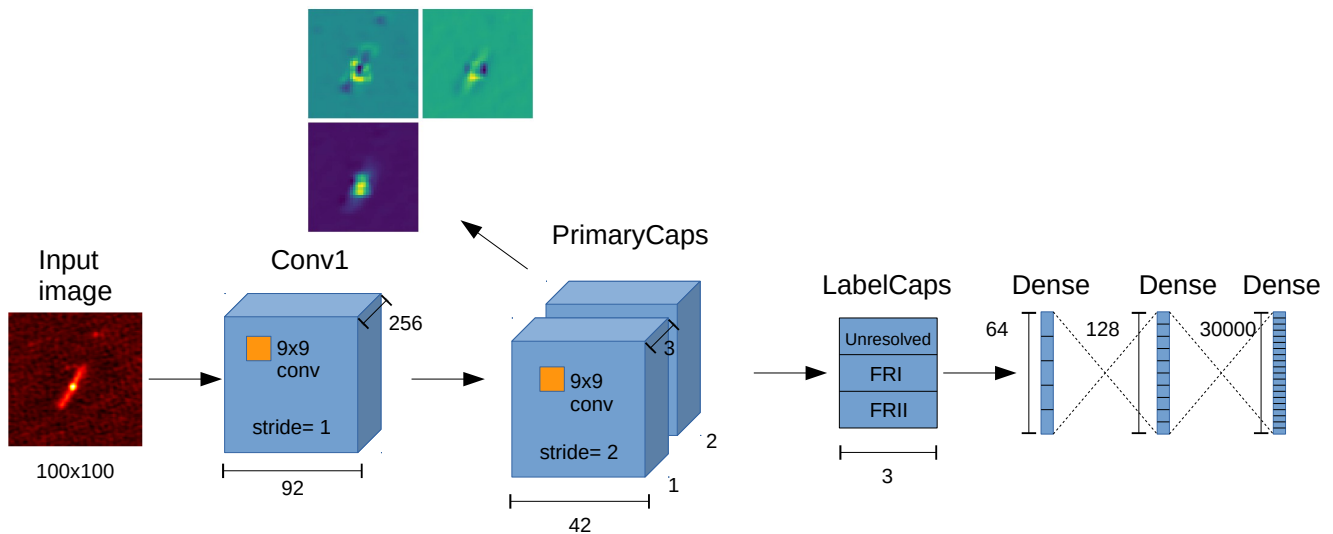 PrimaryCaps
Input
image
Conv1
LabelCaps
Dense
Dense
Dense
256
9x9
conv
stride= 1
3
9x9
conv
stride= 2
Unresolved
FRI
FRII
64
128
30000
100x100
92
42
1
2
3